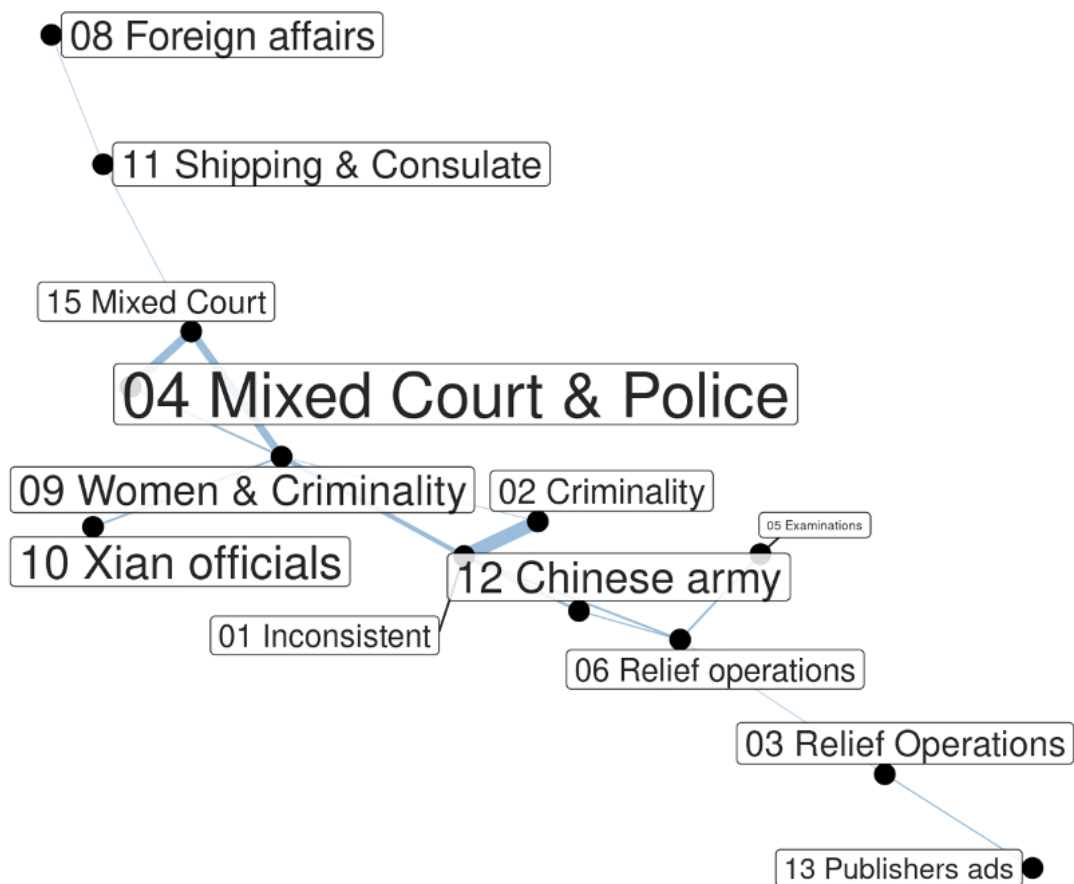 08 Foreign affairs
11 Shipping & Consulate
15 Mixed Court
04 Mixed Court & Police
09 Women & Criminality
02 Criminality
05 Examinations
10 Xian officials
12 Chinese army
01 Inconsistent
06 Relief operations
03 Relief Operations
13 Publishers ads